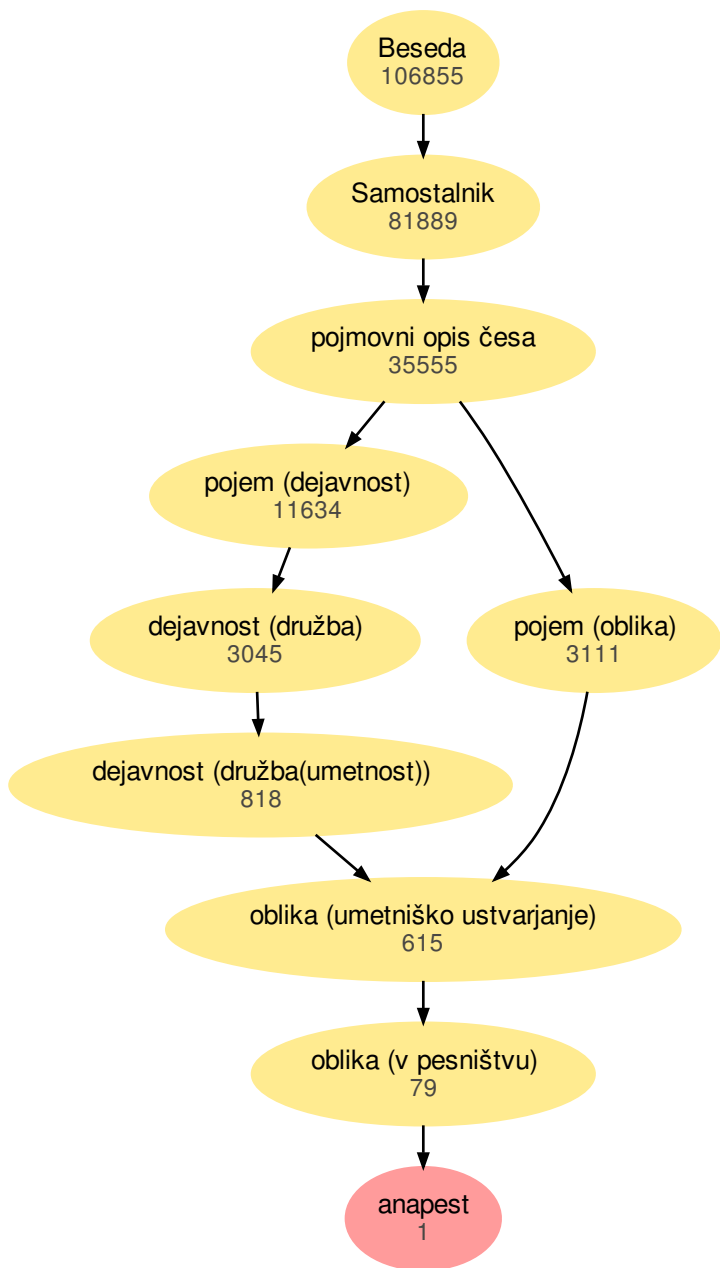 Beseda
106855
Samostalnik
81889
pojmovni opis česa
35555
pojem (dejavnost)
11634
dejavnost (družba)
3045
pojem (oblika)
3111
dejavnost (družba(umetnost))
818
oblika (umetniško ustvarjanje)
615
oblika (v pesništvu)
79
anapest
1